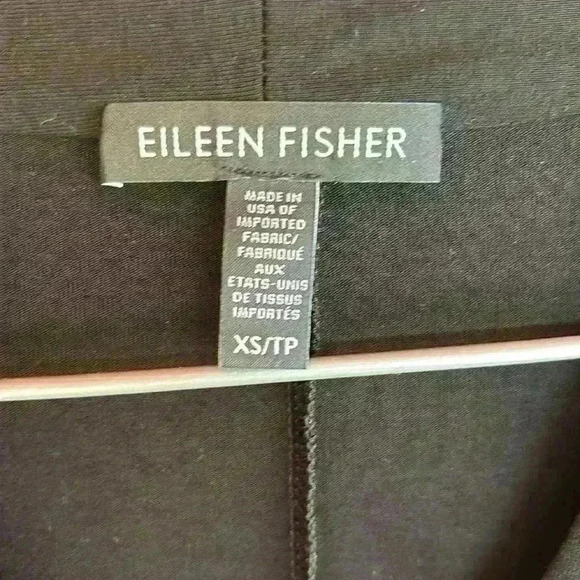 EILEEN FISHER
MADE IN
USA OF
IMPORTED
FABRIC/
FABRIQUÉ
AUX
ETATS-UNIS
DE TISSUS
IMPORTÉS
XS/TP